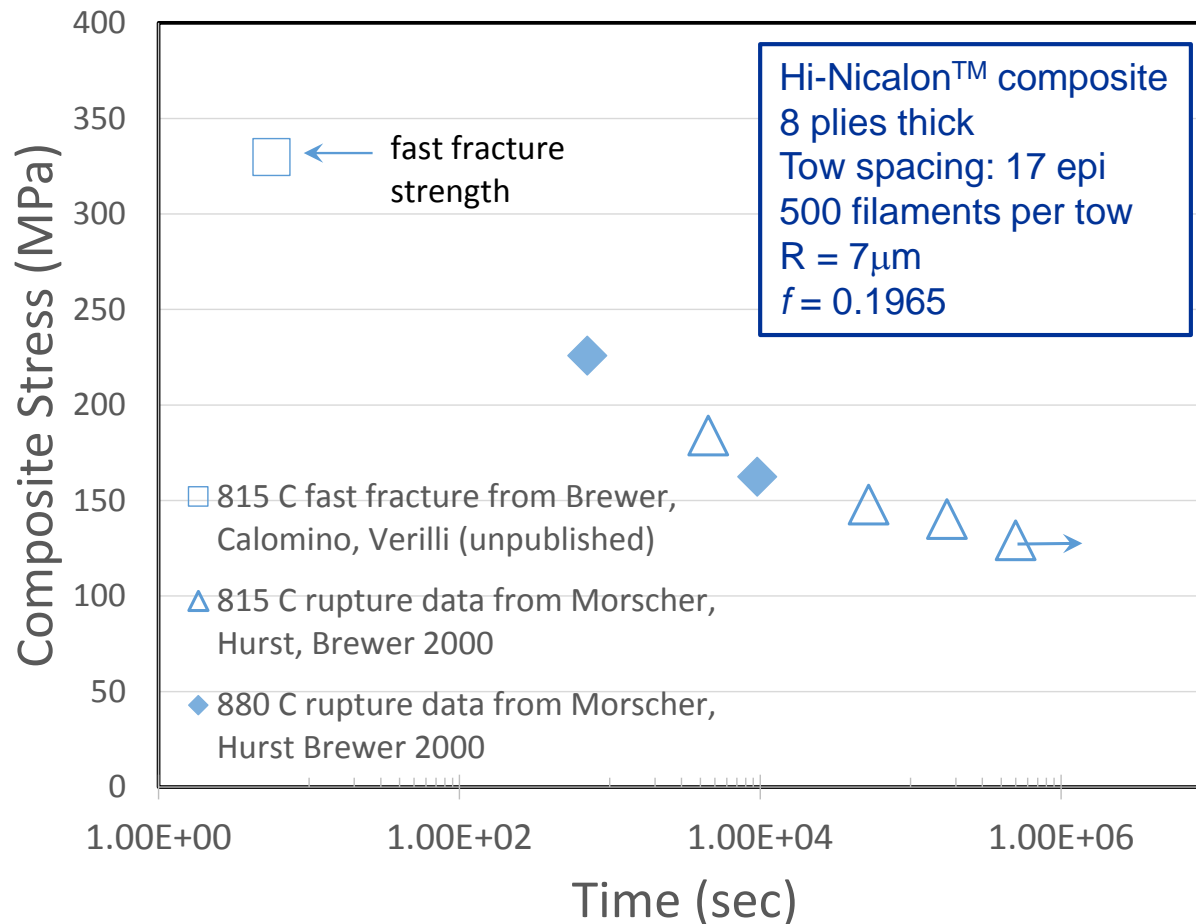 400
350
300
250
200
150
100
50
0
Composite Stress (MPa)
Hi-Nicalon™ composite
8 plies thick
Tow spacing: 17 epi
500 filaments per tow
R = 7μm
f = 0.1965
fast fracture
strength
815 C fast fracture from Brewer,
Calomino, Verilli (unpublished)
815 C rupture data from Morscher,
Hurst, Brewer 2000
880 C rupture data from Morscher,
Hurst Brewer 2000
1.00E+00 1.00E+02 1.00E+04 1.00E+06
Time (sec)